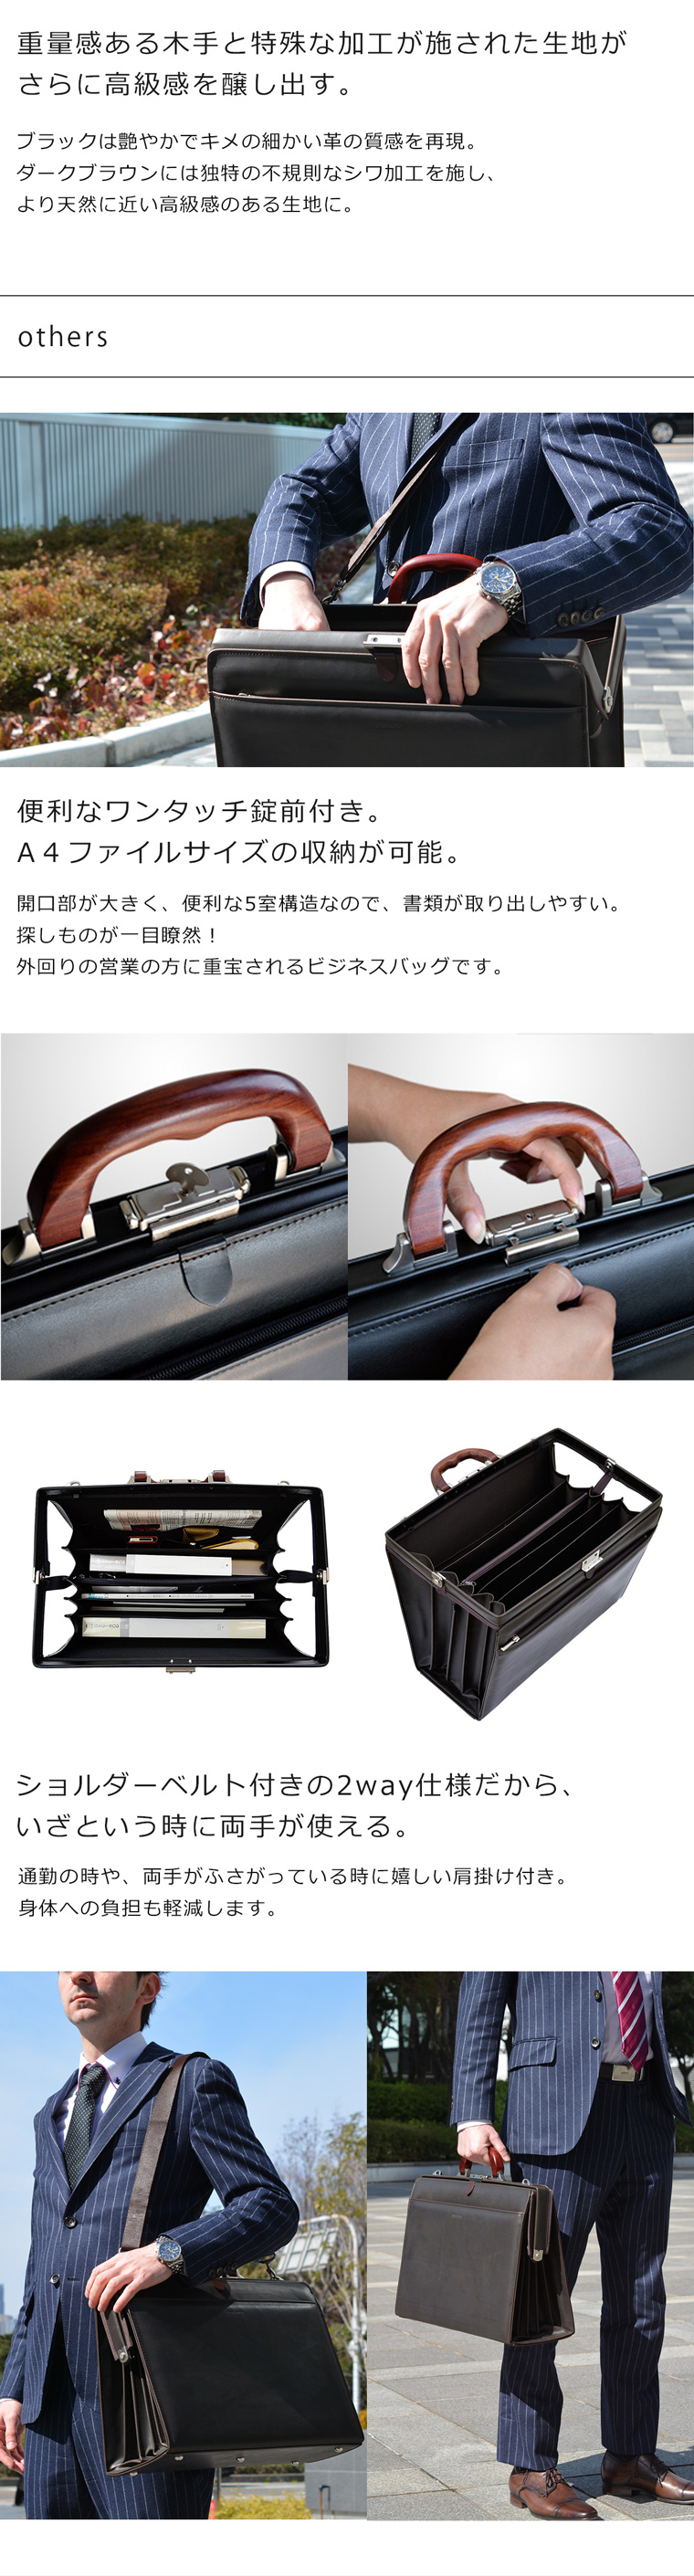 重量感ある木手と特殊な加工が施された生地が
さらに高級感を醸し出す。
ブラックは艶やかでキメの細かい革の質感を再現。
ダークブラウンには独特の不規則なシワ加工を施し、
より天然に近い高級感のある生地に。
others
便利なワンタッチ錠前付き。
A４ファイルサイズの収納が可能。
開口部が大きく、便利な5室構造なので、書類が取り出しやすい。
探しものが一目瞭然！
外回りの営業の方に重宝されるビジネスバッグです。
ショルダーベルト付きの2way仕様だから、
いざという時に両手が使える。
通勤の時や、両手がふさがっている時に嬉しい肩掛け付き。
身体への負担も軽減します。